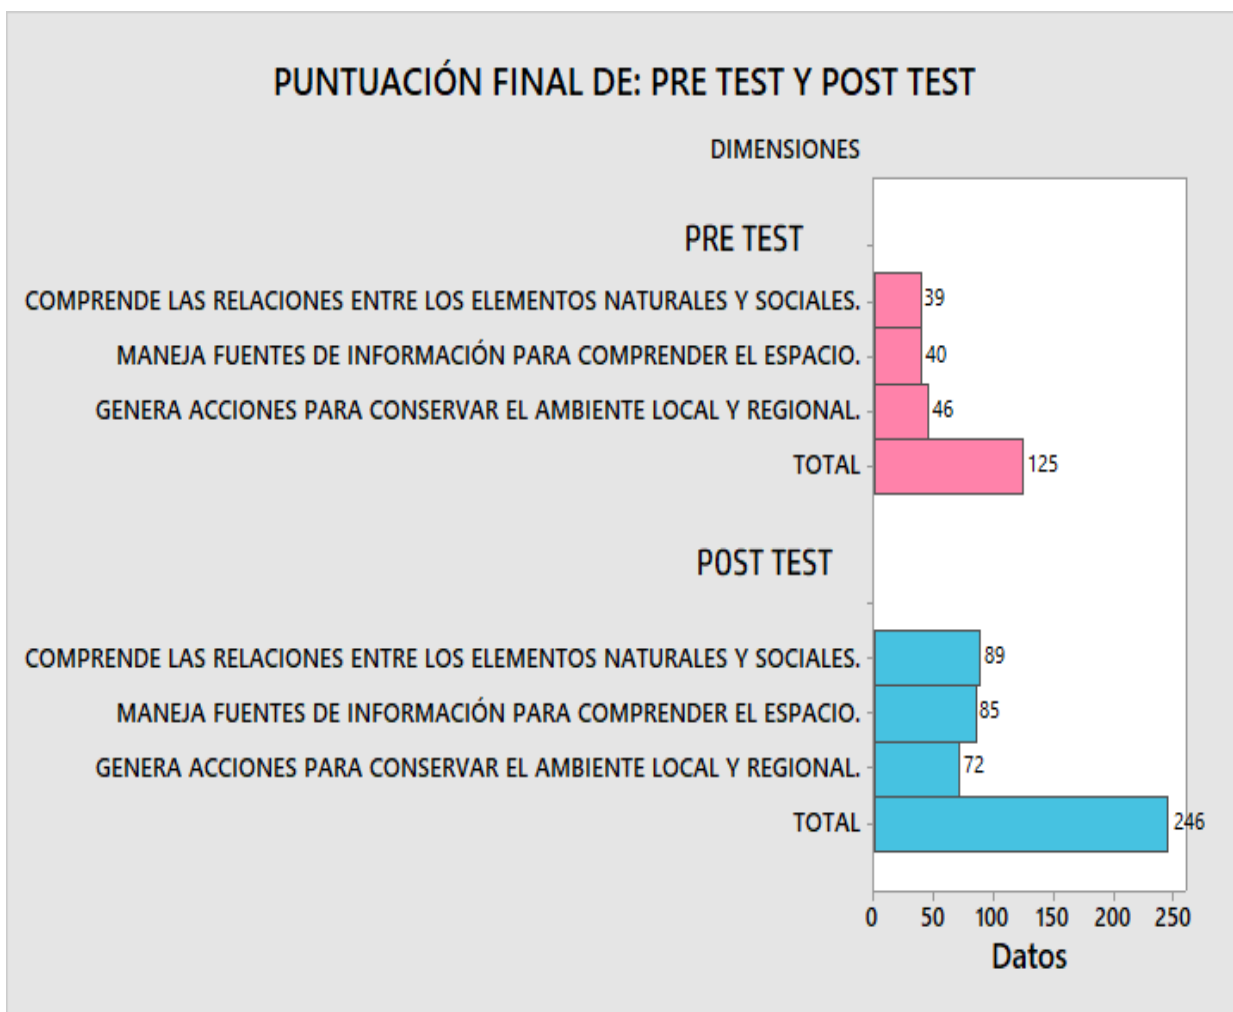 PUNTUACIÓN FINAL DE: PRE TEST Y POST TEST
DIMENSIONES
PRE TEST
COMPRENDE LAS RELACIONES ENTRE LOS ELEMENTOS NATURALES Y SOCIALES. 39
MANEJA FUENTES DE INFORMACIÓN PARA COMPRENDER EL ESPACIO. 40
GENERA ACCIONES PARA CONSERVAR EL AMBIENTE LOCAL Y REGIONAL. 46
TOTAL 125
POST TEST
COMPRENDE LAS RELACIONES ENTRE LOS ELEMENTOS NATURALES Y SOCIALES. 89
MANEJA FUENTES DE INFORMACIÓN PARA COMPRENDER EL ESPACIO. 85
GENERA ACCIONES PARA CONSERVAR EL AMBIENTE LOCAL Y REGIONAL. 72
TOTAL 246
0 50 100 150 200 250
Datos